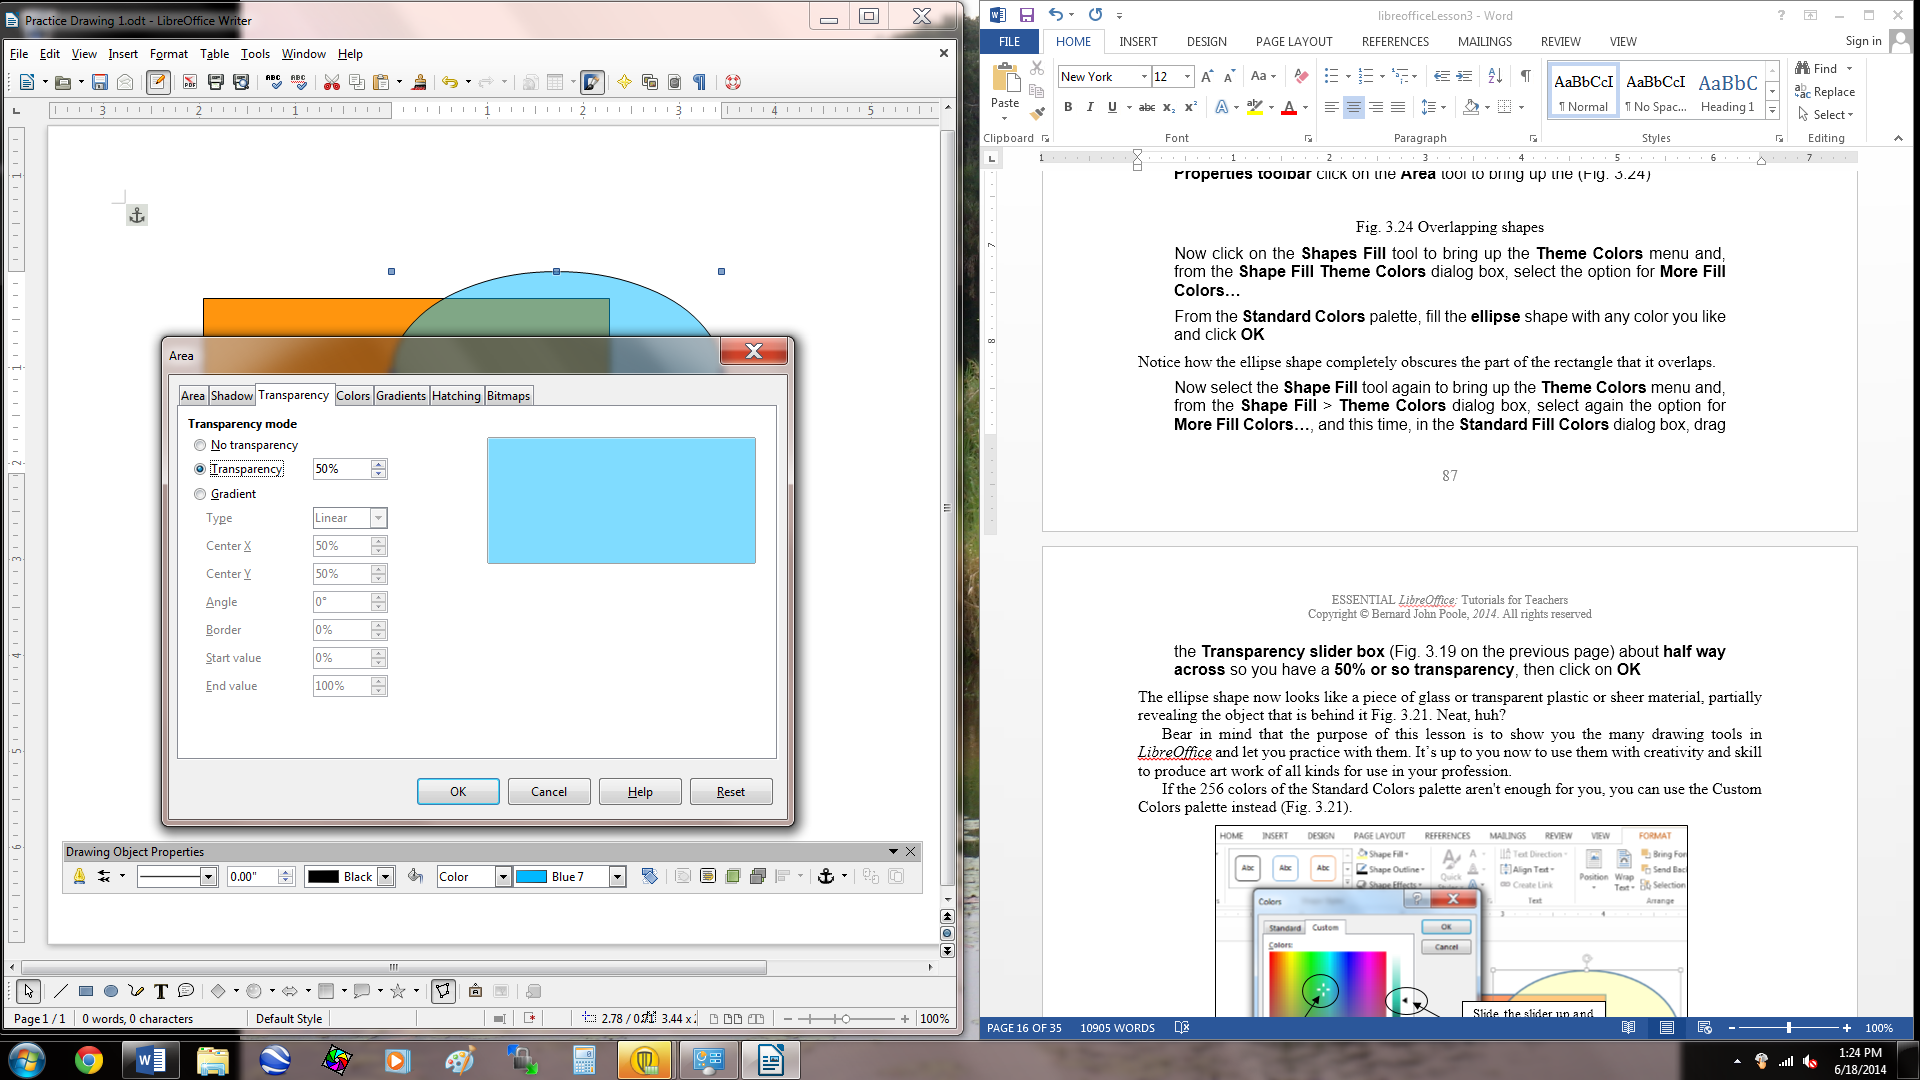 Practice Drawing 1.odt - LibreOffice Writer
File Edit View Insert Format Table Tools Window Help
3 2 1 1 2 3 4 5
Area
Area Shadow Transparency Colors Gradients Hatching Bitmaps
Transparency mode
No transparency
Transparency 50%
Gradient
Type Linear
Center X 50%
Center Y 50%
Angle 0°
Border 0%
Start value 0%
End value 100%
OK Cancel Help Reset
Drawing Object Properties
0.00" Black Color Blue 7
Page 1 / 1 0 words, 0 characters Default Style 100%
libreofficeLesson3 - Word
FILE HOME INSERT DESIGN PAGE LAYOUT REFERENCES MAILINGS REVIEW VIEW Sign in
Paste
New York 12
AaBbCcI AaBbCcI AaBbC
¶ Normal ¶ No Spac... Heading 1
Find
Replace
Select
Clipboard Font Paragraph Styles Editing
1 1 2 3 4 5 6 7
Properties toolbar click on the Area tool to bring up the (Fig. 3.24)
Fig. 3.24 Overlapping shapes
Now click on the Shapes Fill tool to bring up the Theme Colors menu and,
from the Shape Fill Theme Colors dialog box, select the option for More Fill
Colors…
From the Standard Colors palette, fill the ellipse shape with any color you like
and click OK
Notice how the ellipse shape completely obscures the part of the rectangle that it overlaps.
Now select the Shape Fill tool again to bring up the Theme Colors menu and,
from the Shape Fill > Theme Colors dialog box, select again the option for
More Fill Colors…, and this time, in the Standard Fill Colors dialog box, drag
87
ESSENTIAL LibreOffice: Tutorials for Teachers
Copyright © Bernard John Poole, 2014. All rights reserved
the Transparency slider box (Fig. 3.19 on the previous page) about half way
across so you have a 50% or so transparency, then click on OK
The ellipse shape now looks like a piece of glass or transparent plastic or sheer material, partially
revealing the object that is behind it Fig. 3.21. Neat, huh?
Bear in mind that the purpose of this lesson is to show you the many drawing tools in
LibreOffice and let you practice with them. It's up to you now to use them with creativity and skill
to produce art work of all kinds for use in your profession.
If the 256 colors of the Standard Colors palette aren't enough for you, you can use the Custom
Colors palette instead (Fig. 3.21).
HOME INSERT DESIGN PAGE LAYOUT REFERENCES MAILINGS REVIEW VIEW FORMAT
Abc Abc Abc
Shape Fill
Shape Outline
Shape Effects
Quick
Text Direction
Align Text
Create Link
Text
Position Wrap Text
Bring For
Send Back
Selection
Arrange
3 4
Colors
Standard Custom
Colors:
OK
Cancel
Slide the slider up and
PAGE 16 OF 35 10905 WORDS 100%
1:24 PM
6/18/2014